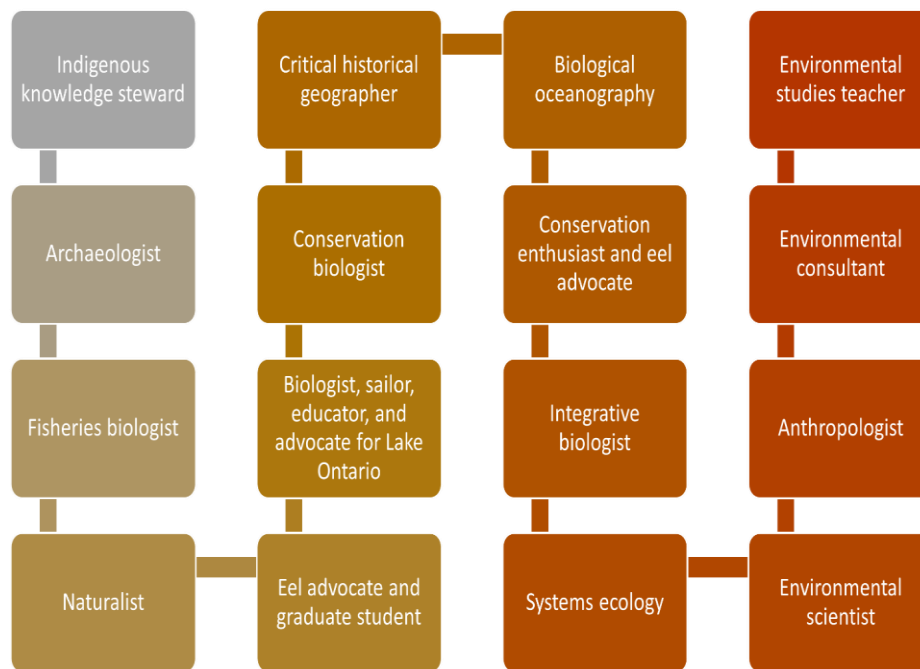 Indigenous
knowledge steward
Archaeologist
Fisheries biologist
Naturalist
Eel advocate and
graduate student
Biologist, sailor,
educator, and
advocate for Lake
Ontario
Conservation
biologist
Critical historical
geographer
Biological
oceanography
Conservation
enthusiast and eel
advocate
Integrative
biologist
Systems ecology
Environmental
scientist
Anthropologist
Environmental
consultant
Environmental
studies teacher